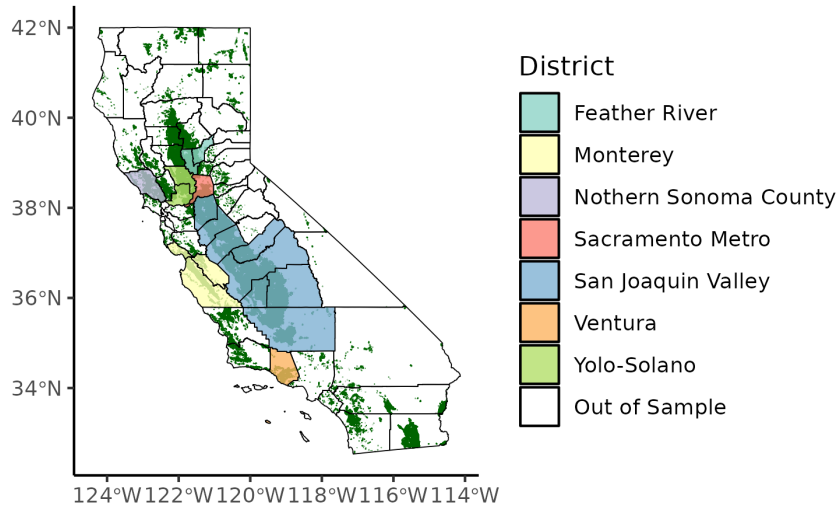 42°N
40°N
38°N
36°N
34°N
124°W 122°W 120°W 118°W 116°W 114°W
District
Feather River
Monterey
Nothern Sonoma County
Sacramento Metro
San Joaquin Valley
Ventura
Yolo-Solano
Out of Sample